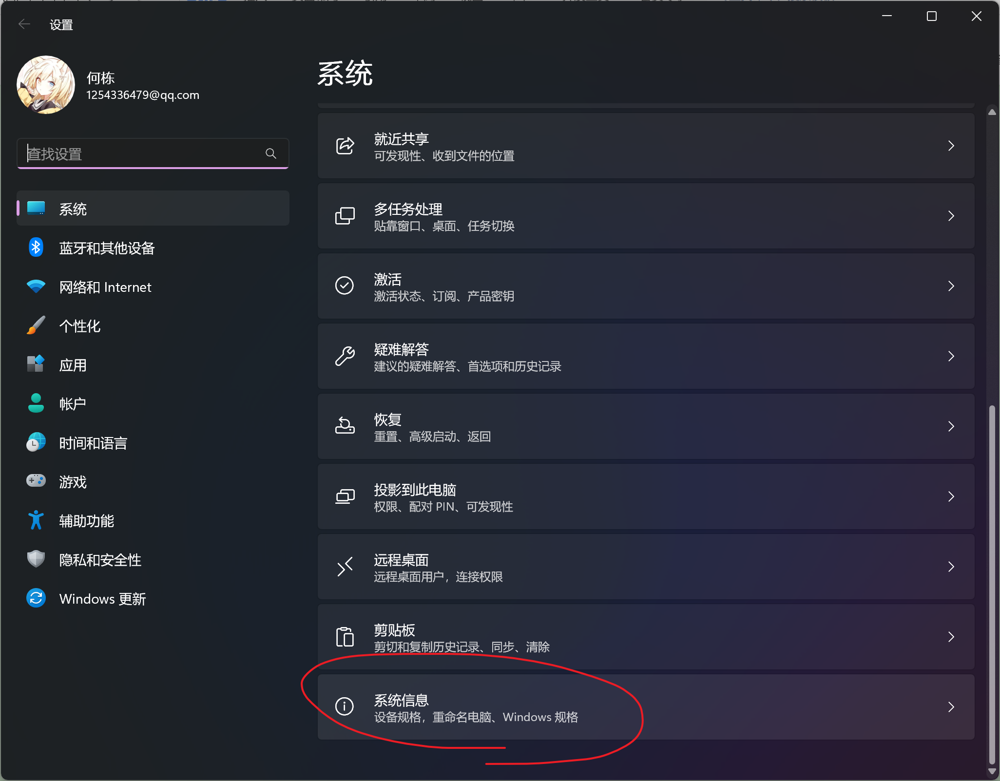 设置
何栋
1254336479@qq.com
查找设置
系统
蓝牙和其他设备
网络和 Internet
个性化
应用
帐户
时间和语言
游戏
辅助功能
隐私和安全性
Windows 更新
系统
就近共享
可发现性、收到文件的位置
多任务处理
贴靠窗口、桌面、任务切换
激活
激活状态、订阅、产品密钥
疑难解答
建议的疑难解答、首选项和历史记录
恢复
重置、高级启动、返回
投影到此电脑
权限、配对 PIN、可发现性
远程桌面
远程桌面用户，连接权限
剪贴板
剪切和复制历史记录、同步、清除
系统信息
设备规格，重命名电脑、Windows 规格